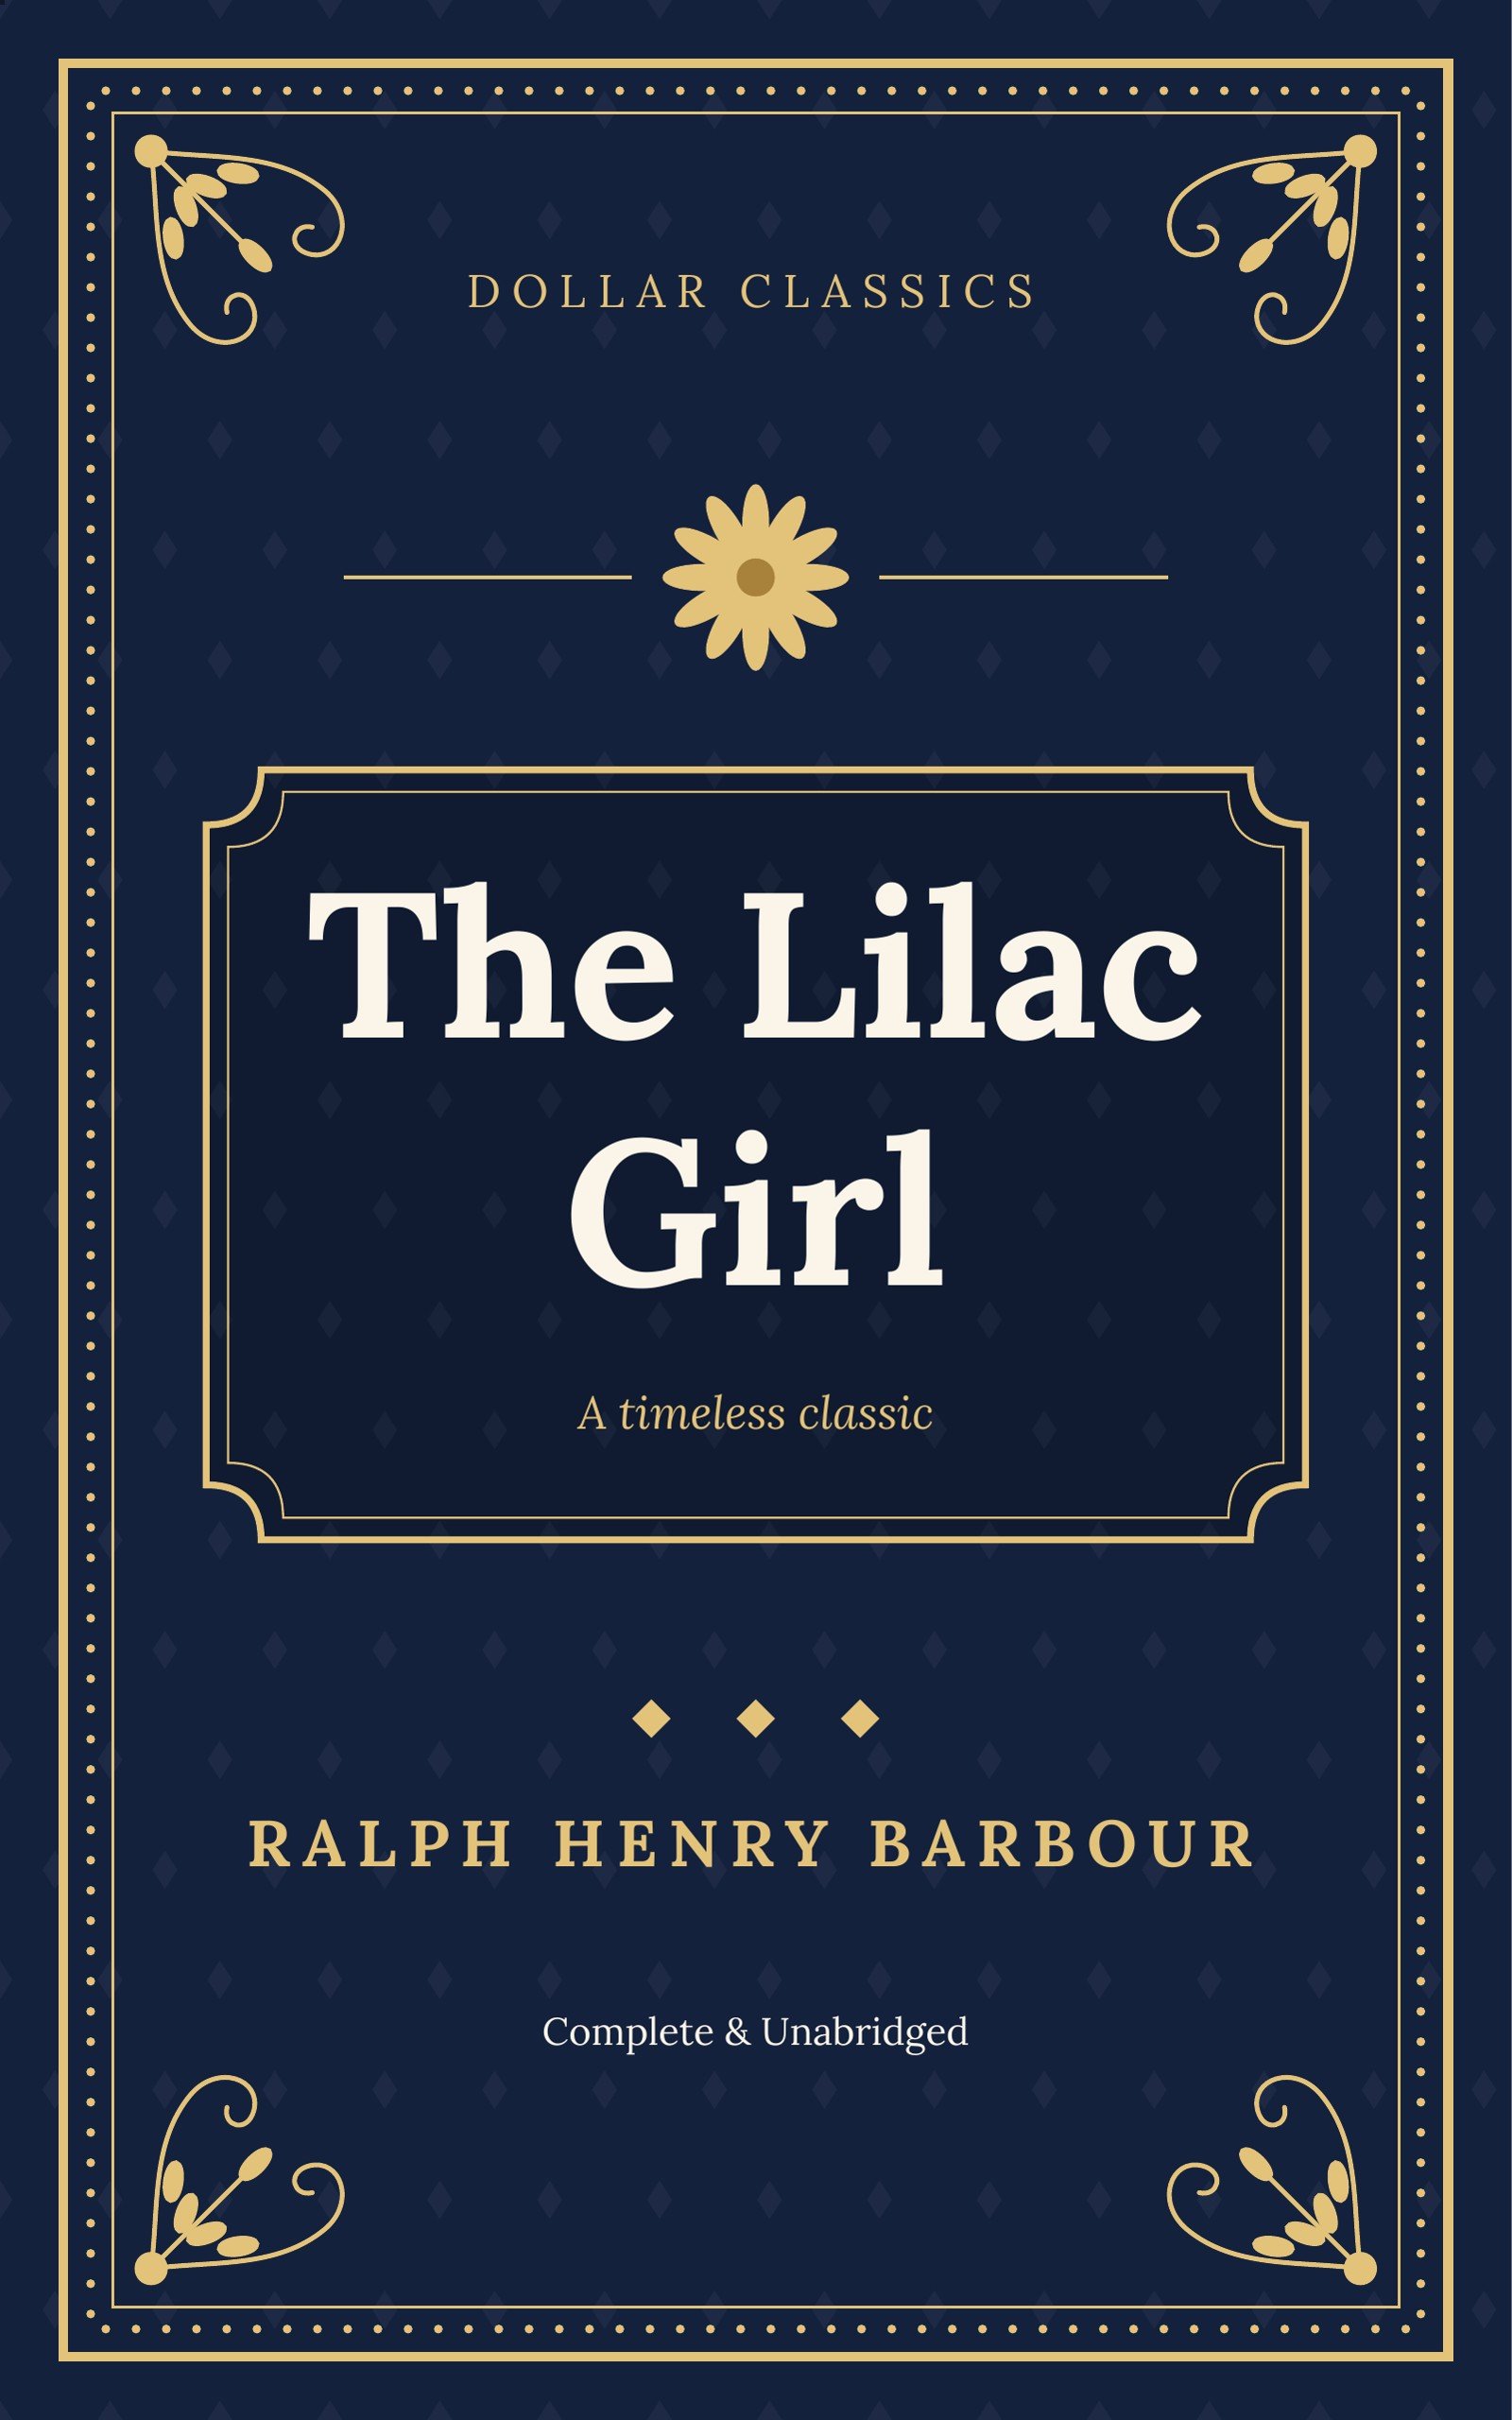 DOLLAR CLASSICS
The Lilac
Girl
A timeless classic
RALPH HENRY BARBOUR
Complete & Unabridged